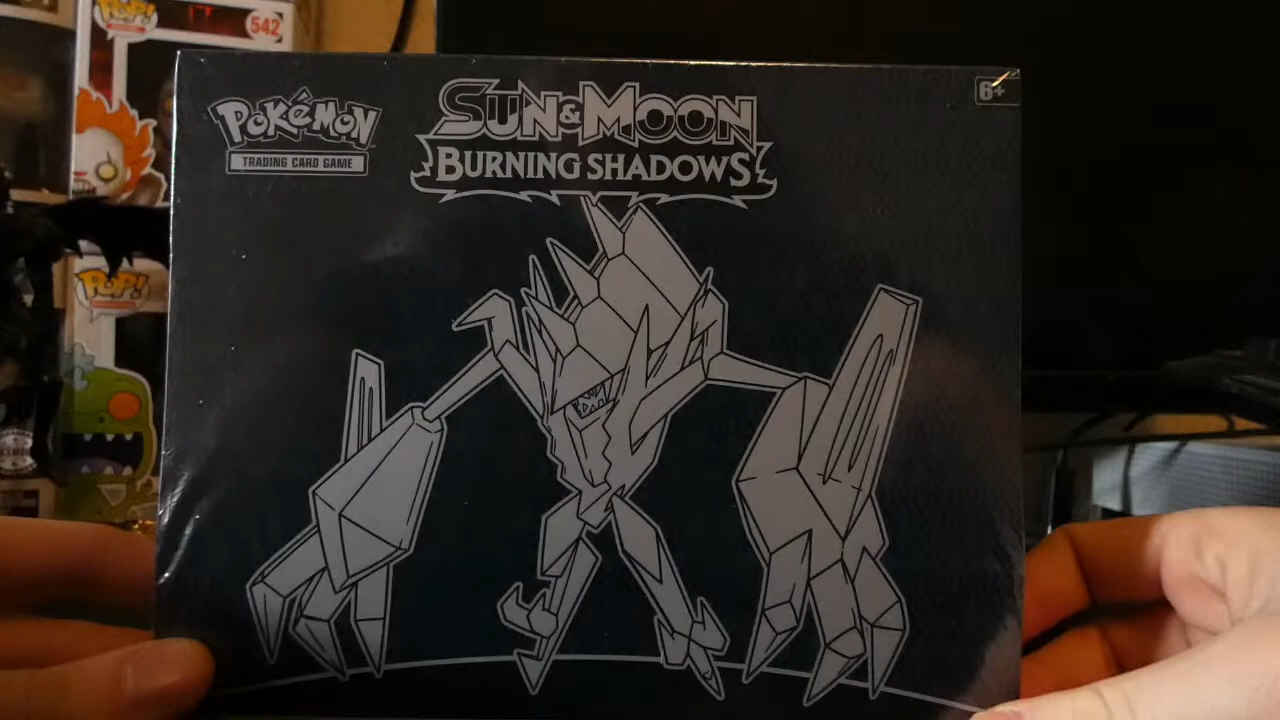 POP!
542
POKÉMON
TRADING CARD GAME
SUN & MOON
BURNING SHADOWS
6+
POP!